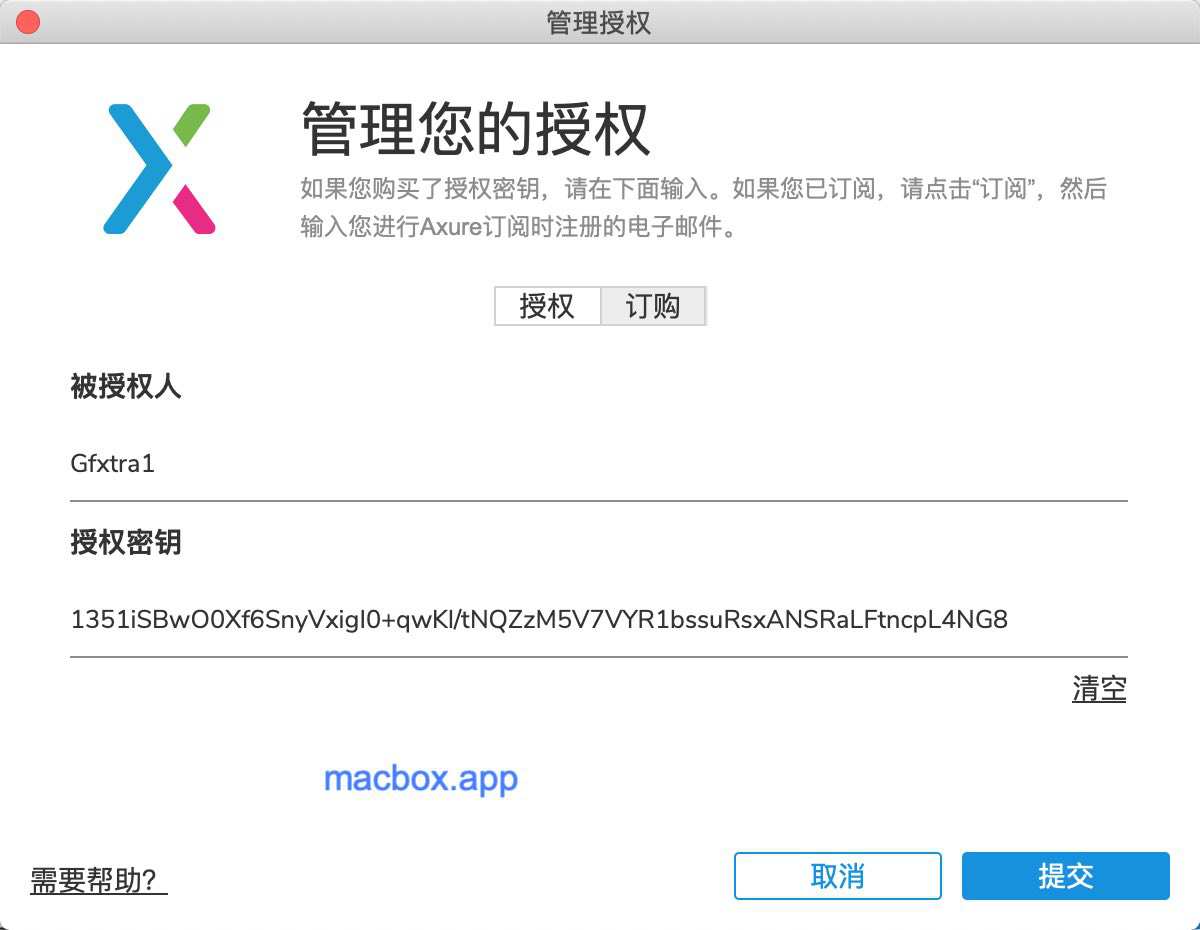 管理授权
管理您的授权
如果您购买了授权密钥，请在下面输入。如果您已订阅，请点击“订阅”，然后
输入您进行Axure订阅时注册的电子邮件。
授权 订购
被授权人
Gfxtra1
授权密钥
1351iSBwO0Xf6SnyVxigI0+qwKl/tNQZzM5V7VYR1bssuRsxANSRaLFtncpL4NG8
清空
macbox.app
需要帮助？ 取消 提交